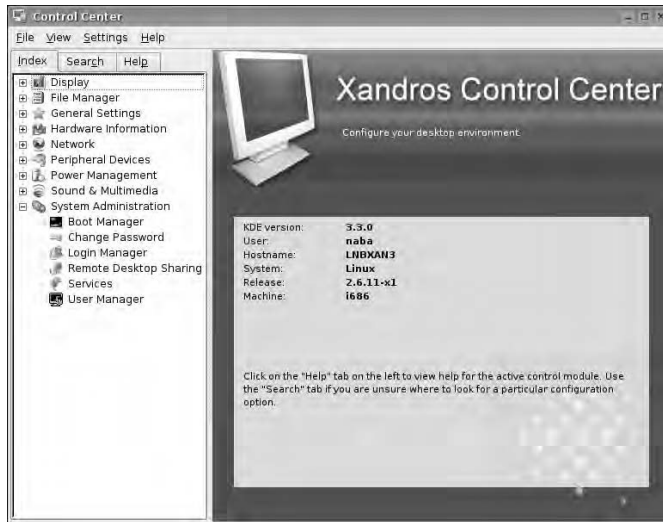 Control Center
File View Settings Help
Index Search Help
Display
File Manager
General Settings
Hardware Information
Network
Peripheral Devices
Power Management
Sound & Multimedia
System Administration
Boot Manager
Change Password
Login Manager
Remote Desktop Sharing
Services
User Manager
Xandros Control Center
Configure your desktop environment.
KDE version: 3.3.0
User: naba
Hostname: LNBXAN3
System: Linux
Release: 2.6.11-x1
Machine: i686
Click on the "Help" tab on the left to view help for the active control module. Use
the "Search" tab if you are unsure where to look for a particular configuration
option.